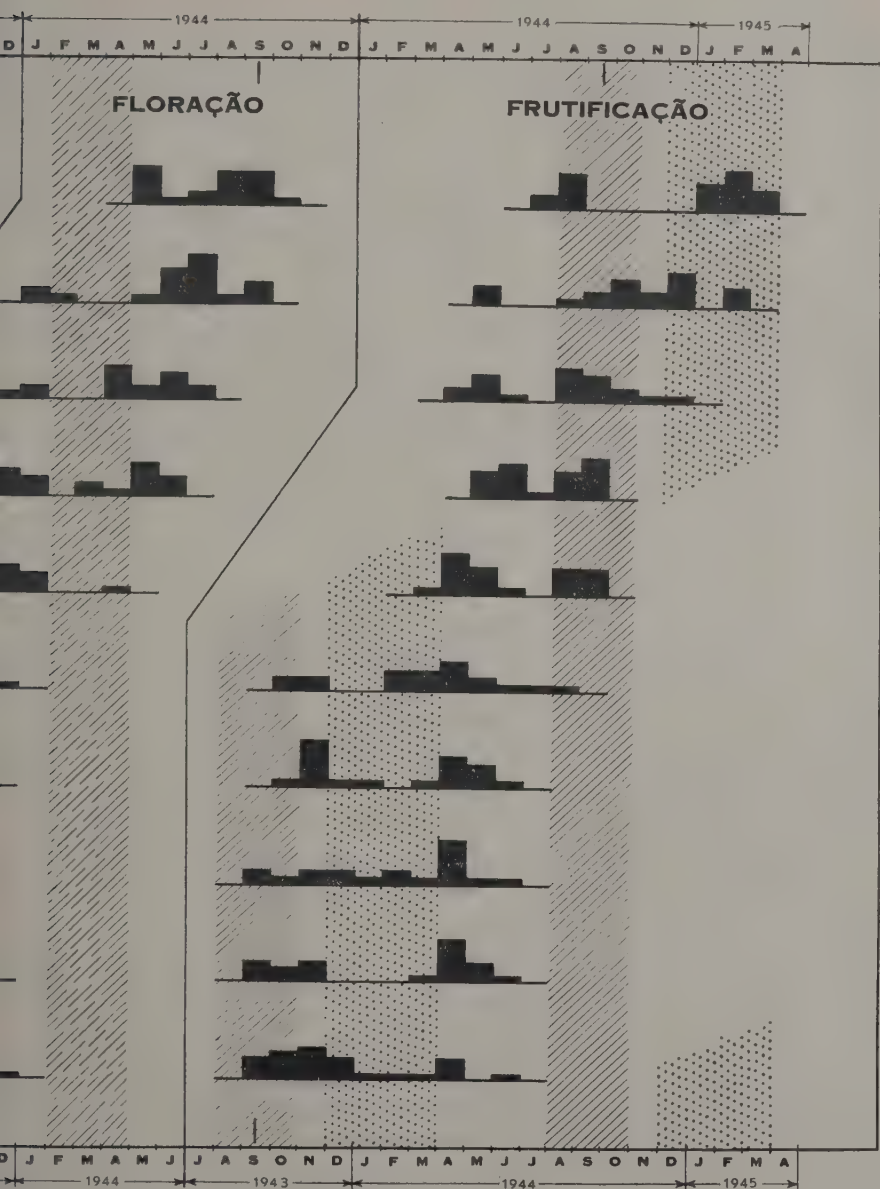 1944 1944 1945
D J F M A M J J A S O N D J F M A M J J A S O N D J F M A
FLORAÇÃO FRUTIFICAÇÃO
D J F M A M J J A S O N D J F M A M J J A S O N D J F M A
1944 1943 1944 1945